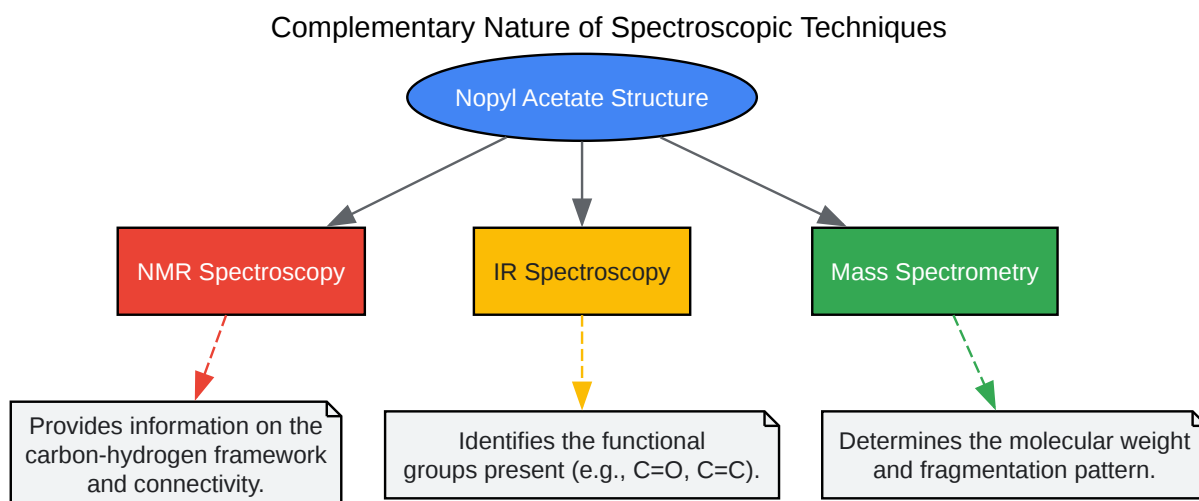 Complementary Nature of Spectroscopic Techniques
Nopyl Acetate Structure
NMR Spectroscopy
IR Spectroscopy
Mass Spectrometry
Provides information on the
carbon-hydrogen framework
and connectivity.
Identifies the functional
groups present (e.g., C=O, C=C).
Determines the molecular weight
and fragmentation pattern.